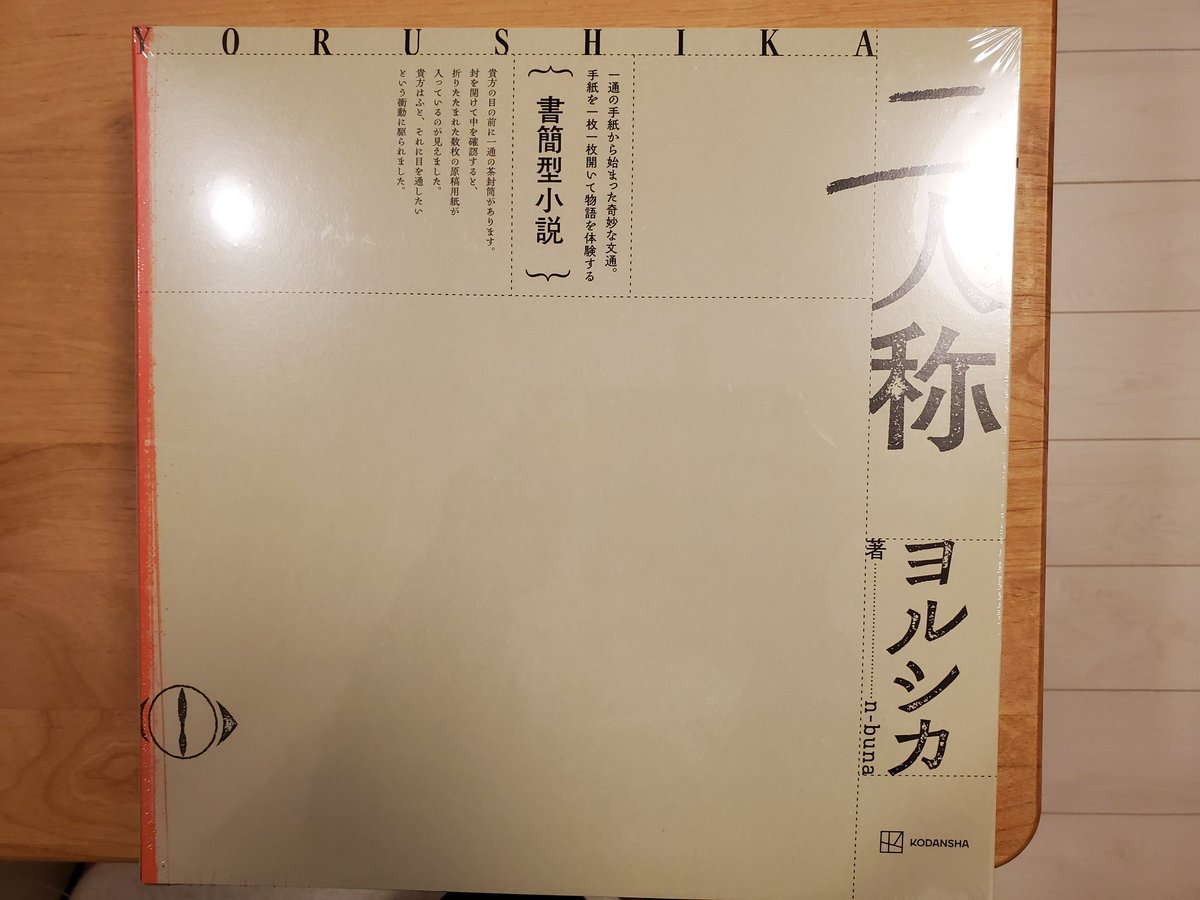 YORUSHIKA
二人称
ヨルシカ
著
n-buna
一通の手紙から始まった奇妙な文通。
手紙を一枚一枚開いて物語を体験する
書簡型小説
貴方の目の前に一通の茶封筒があります。
封を開けて中を確認すると、
折りたたまれた数枚の原稿用紙が
入っているのが見えました。
貴方はふと、それに目を通したい
という衝動に駆られました。
KODANSHA